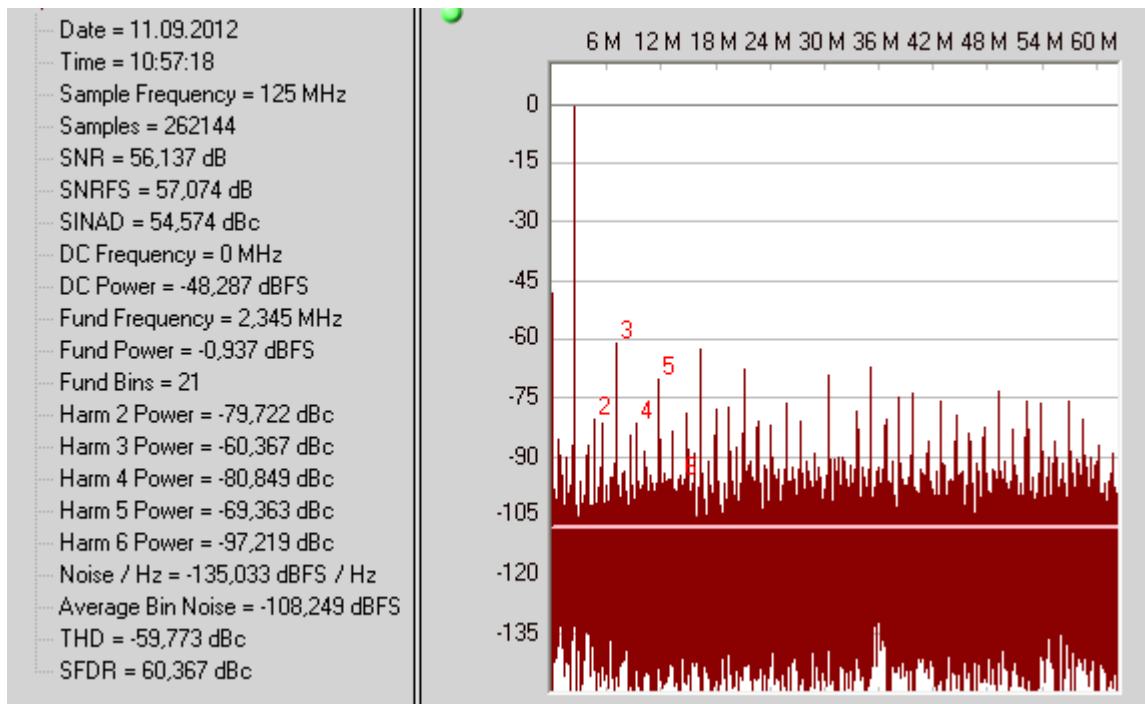 Date = 11.09.2012
Time = 10:57:18
Sample Frequency = 125 MHz
Samples = 262144
SNR = 56,137 dB
SNRFS = 57,074 dB
SINAD = 54,574 dBc
DC Frequency = 0 MHz
DC Power = -48,287 dBFS
Fund Frequency = 2,345 MHz
Fund Power = -0,937 dBFS
Fund Bins = 21
Harm 2 Power = -79,722 dBc
Harm 3 Power = -60,367 dBc
Harm 4 Power = -80,849 dBc
Harm 5 Power = -69,363 dBc
Harm 6 Power = -97,219 dBc
Noise / Hz = -135,033 dBFS / Hz
Average Bin Noise = -108,249 dBFS
THD = -59,773 dBc
SFDR = 60,367 dBc
6 M 12 M 18 M 24 M 30 M 36 M 42 M 48 M 54 M 60 M
0
-15
-30
-45
-60
-75
-90
-105
-120
-135
3
5
2
4